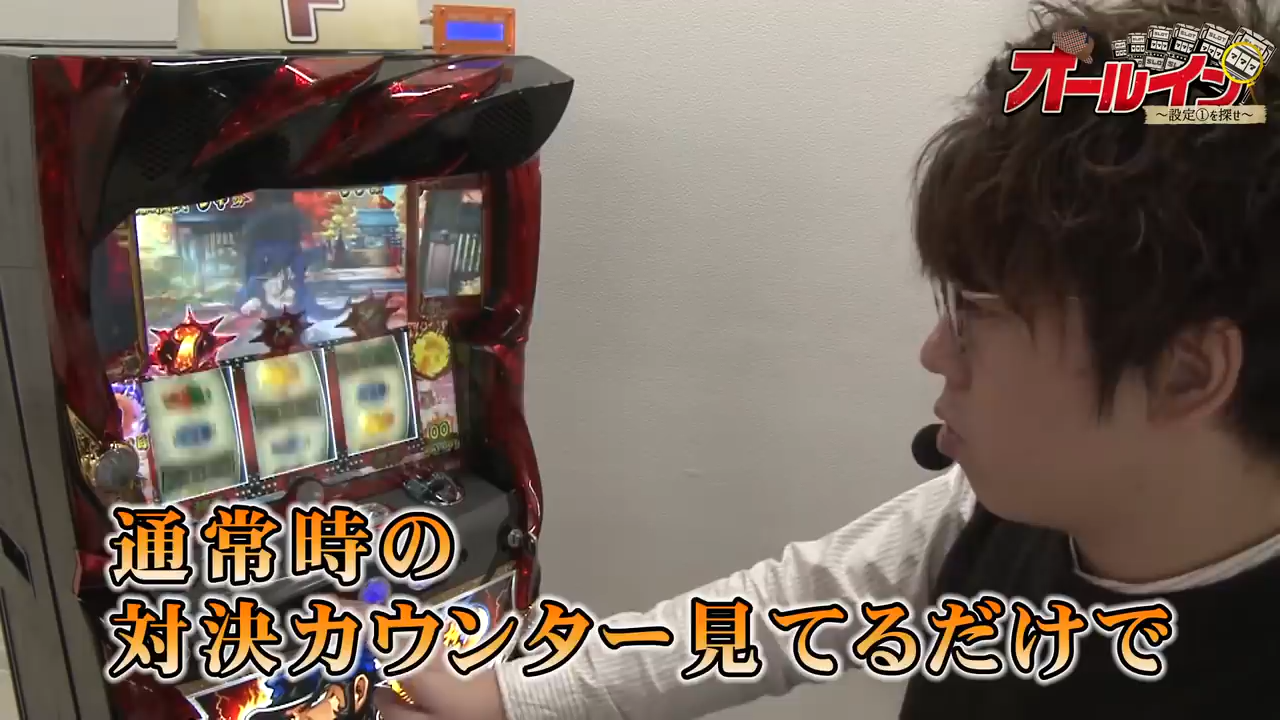 オールイン
～設定①を探せ～
通常時の
対決カウンター見てるだけで